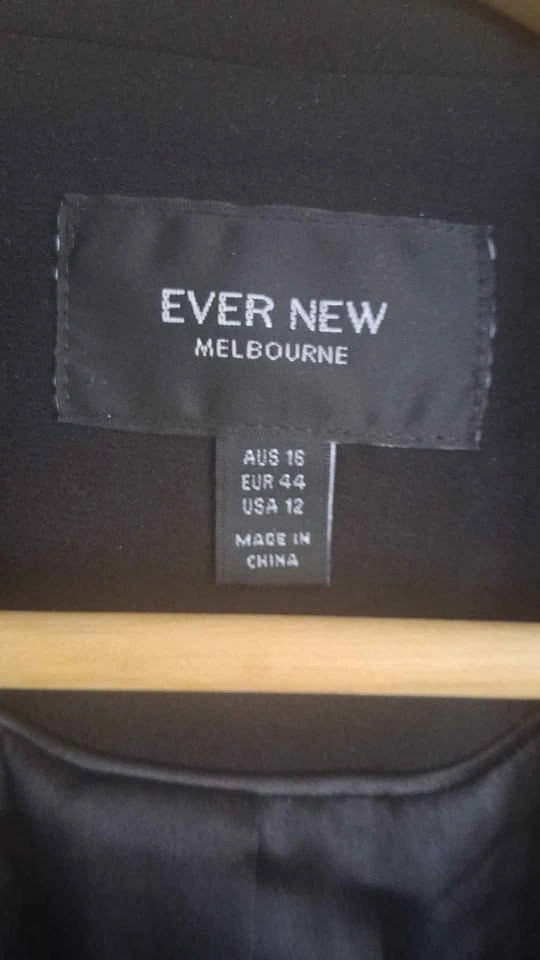 EVER NEW
MELBOURNE
AUS 16
EUR 44
USA 12
MADE IN
CHINA